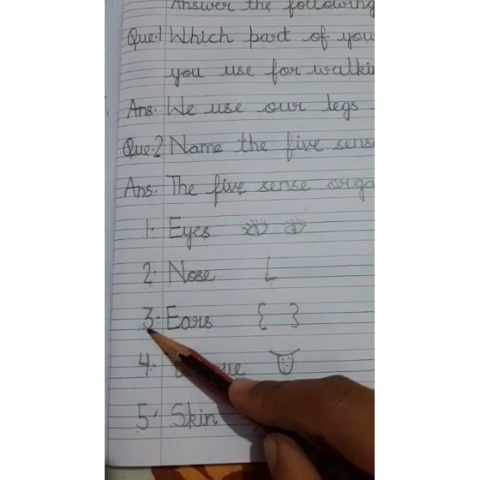 Answer the following
Que.1 Which part of you
you use for walkin
Ans. We use our legs
Que.2 Name the five sens
Ans. The five sense orga
1. Eyes
2. Nose
3. Ears
4.
5. Skin